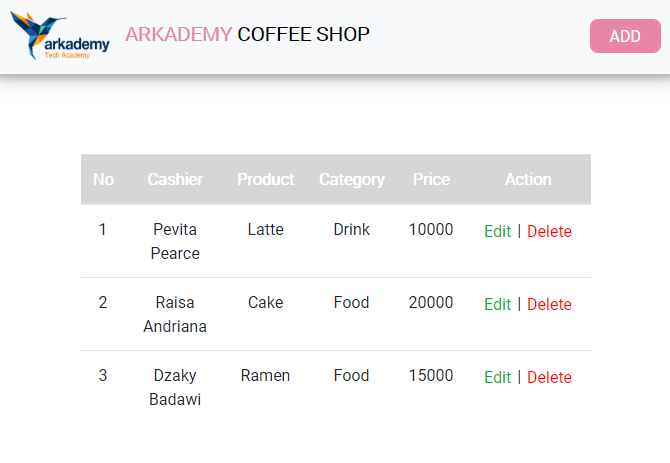 arkademy
Tech Academy
ARKADEMY COFFEE SHOP
ADD
No Cashier Product Category Price Action
1 Pevita Pearce Latte Drink 10000 Edit | Delete
2 Raisa Andriana Cake Food 20000 Edit | Delete
3 Dzaky Badawi Ramen Food 15000 Edit | Delete